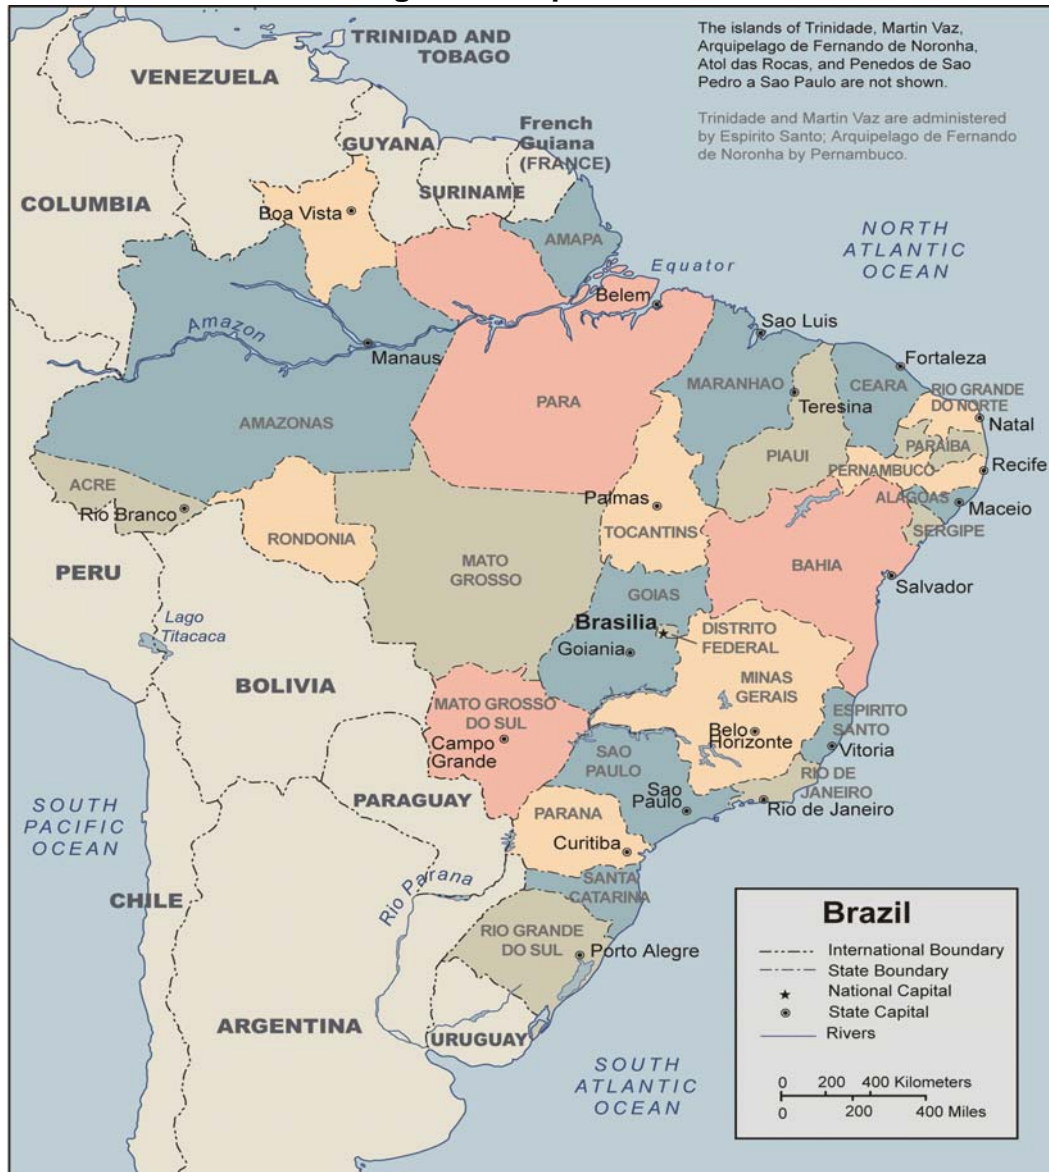 The islands of Trinidade, Martin Vaz,
Arquipelago de Fernando de Noronha,
Atol das Rocas, and Penedos de Sao
Pedro a Sao Paulo are not shown.
Trinidade and Martin Vaz are administered
by Espirito Santo; Arquipelago de Fernando
de Noronha by Pernambuco.
TRINIDAD AND
TOBAGO
VENEZUELA
GUYANA
French
Guiana
(FRANCE)
SURINAME
COLUMBIA
Boa Vista
AMAPA
NORTH
ATLANTIC
OCEAN
Equator
Belem
Amazon
Manaus
Sao Luis
Fortaleza
MARANHAO
CEARA
RIO GRANDE
DO NORTE
Teresina
Natal
PARA
AMAZONAS
PIAUI
PARAÍBA
PERNAMBUCO
Recife
ACRE
Rio Branco
Palmas
ALAGOAS
Maceio
RONDONIA
TOCANTINS
SERGIPE
MATO
GROSSO
BAHIA
PERU
Salvador
GOIAS
Lago
Titacaca
Brasilia
DISTRITO
FEDERAL
Goiania
BOLIVIA
MINAS
GERAIS
MATO GROSSO
DO SUL
ESPIRITO
SANTO
Campo
Grande
Belo
Horizonte
Vitoria
SAO
PAULO
RIO DE
JANEIRO
Sao
Paulo
Rio de Janeiro
PARAGUAY
SOUTH
PACIFIC
OCEAN
PARANA
Curitiba
Rio Parana
SANTA
CATARINA
CHILE
RIO GRANDE
DO SUL
Porto Alegre
ARGENTINA
URUGUAY
SOUTH
ATLANTIC
OCEAN
Brazil
International Boundary
State Boundary
National Capital
State Capital
Rivers
0 200 400 Kilometers
0 200 400 Miles